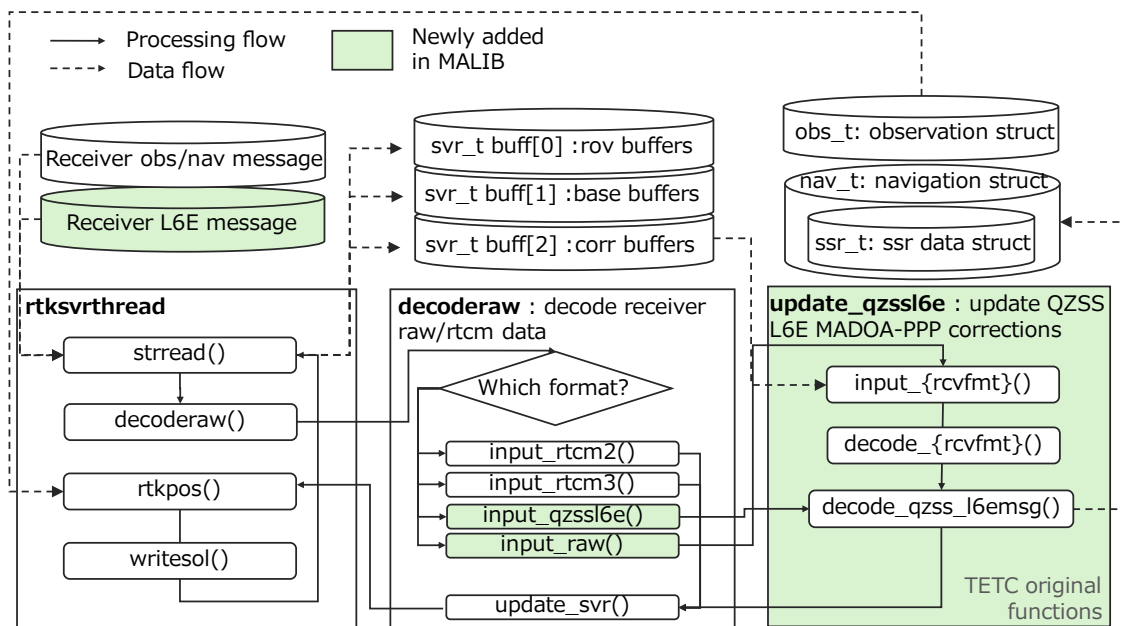 Processing flow
Data flow
Newly added
in MALIB
Receiver obs/nav message
Receiver L6E message
svr_t buff[0] :rov buffers
svr_t buff[1] :base buffers
svr_t buff[2] :corr buffers
obs_t: observation struct
nav_t: navigation struct
ssr_t: ssr data struct
rtksvrthread
strread()
decoderaw()
rtkpos()
writesol()
decoderaw : decode receiver
raw/rtcm data
Which format?
input_rtcm2()
input_rtcm3()
input_qzssl6e()
input_raw()
update_svr()
update_qzssl6e : update QZSS
L6E MADOA-PPP corrections
input_{rcvfmt}()
decode_{rcvfmt}()
decode_qzss_l6emsg()
TETC original
functions